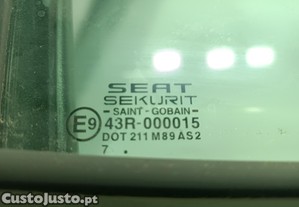 SEAT
SEKURIT
SAINT-GOBAIN
E9 43R-000015
DOT 211 M89 AS2
7 .
CustoJusto.pt